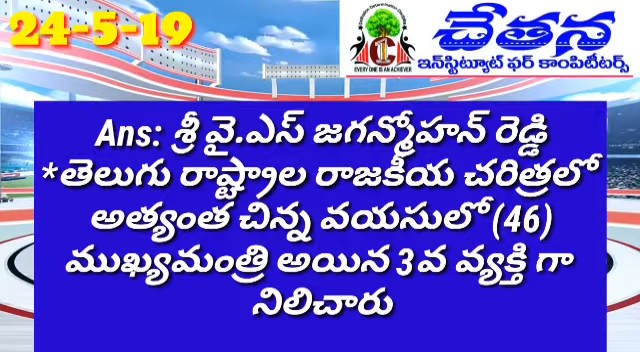 24-5-19
చేతన
ఇన్‌స్టిట్యూట్ ఫర్ కాంపిటీటర్స్
EVERY ONE IS AN ACHIEVER
Ans: శ్రీ వై.ఎస్ జగన్మోహన్ రెడ్డి
*తెలుగు రాష్ట్రాల రాజకీయ చరిత్రలో
అత్యంత చిన్న వయసులో(46)
ముఖ్యమంత్రి అయిన 3వ వ్యక్తి గా
నిలిచారు